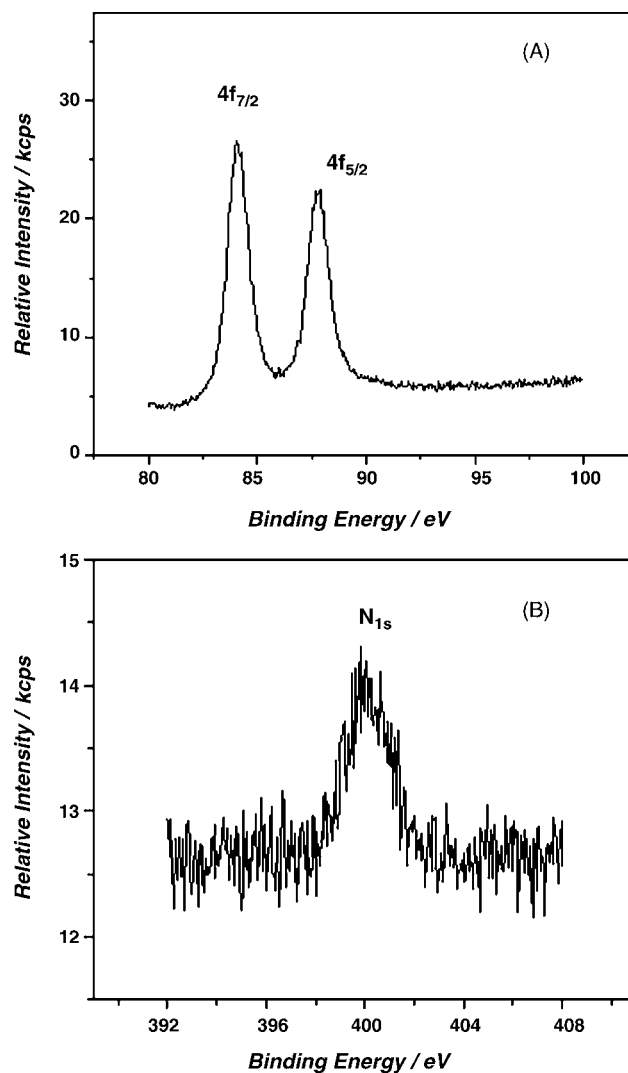 (A)
4f7/2
4f5/2
30
20
10
0
Relative Intensity / kcps
80 85 90 95 100
Binding Energy / eV
(B)
N1s
15
14
13
12
Relative Intensity / kcps
392 396 400 404 408
Binding Energy / eV